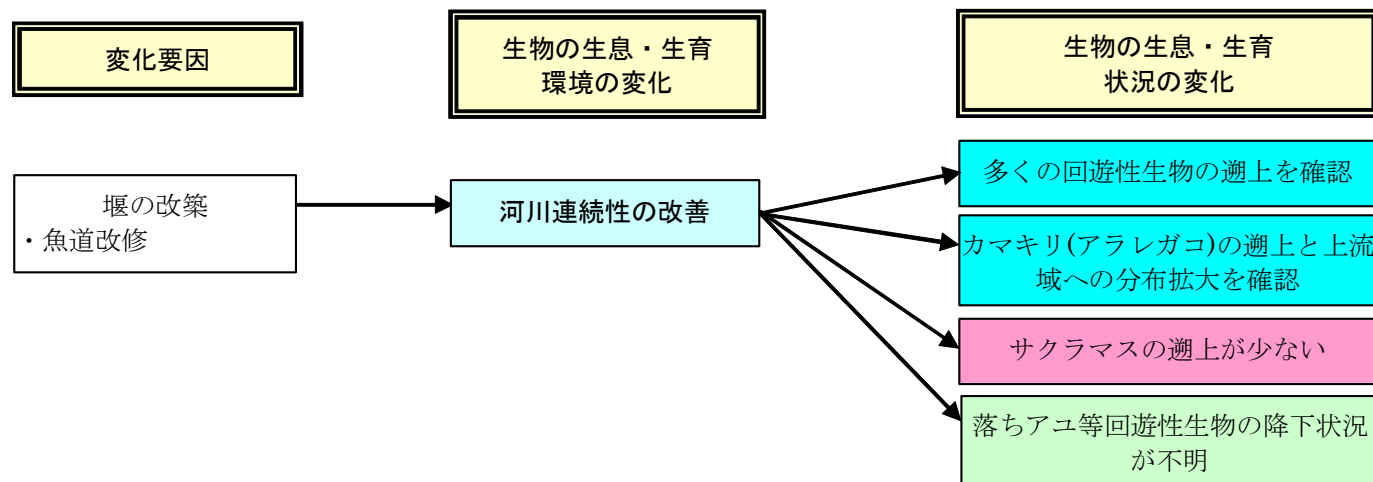 変化要因
生物の生息・生育
環境の変化
生物の生息・生育
状況の変化
堰の改築
・魚道改修
河川連続性の改善
多くの回遊性生物の遡上を確認
カマキリ(アラレガコ)の遡上と上流
域への分布拡大を確認
サクラマスの遡上が少ない
落ちアユ等回遊性生物の降下状況
が不明